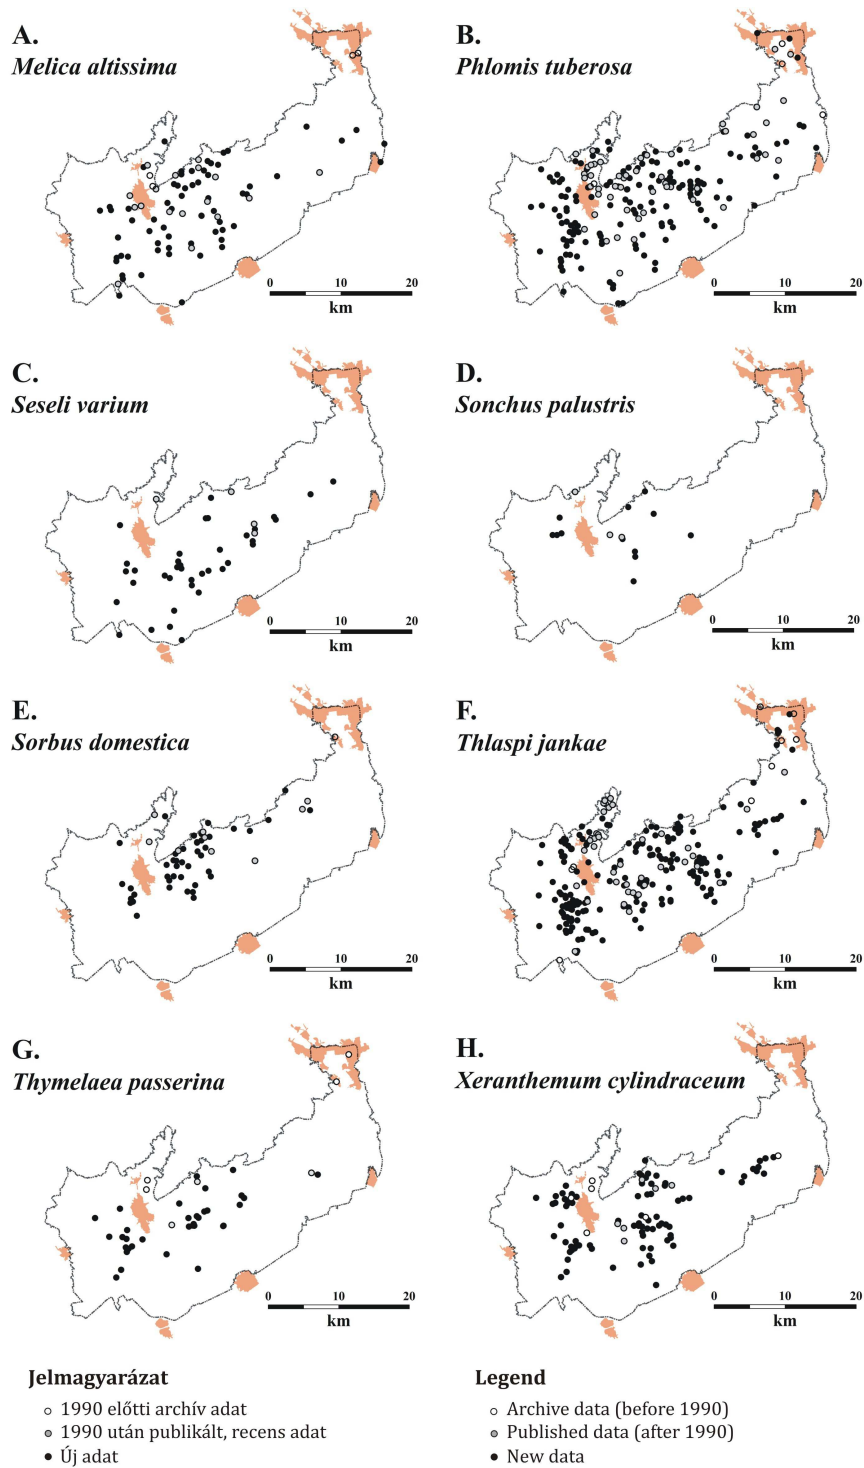 A.
Melica altissima
0 10 20
km
B.
Phlomis tuberosa
0 10 20
km
C.
Seseli varium
0 10 20
km
D.
Sonchus palustris
0 10 20
km
E.
Sorbus domestica
0 10 20
km
F.
Thlaspi jankae
0 10 20
km
G.
Thymelaea passerina
0 10 20
km
H.
Xeranthemum cylindraceum
0 10 20
km
Jelmagyarázat
1990 előtti archív adat
1990 után publikált, recens adat
Új adat
Legend
Archive data (before 1990)
Published data (after 1990)
New data